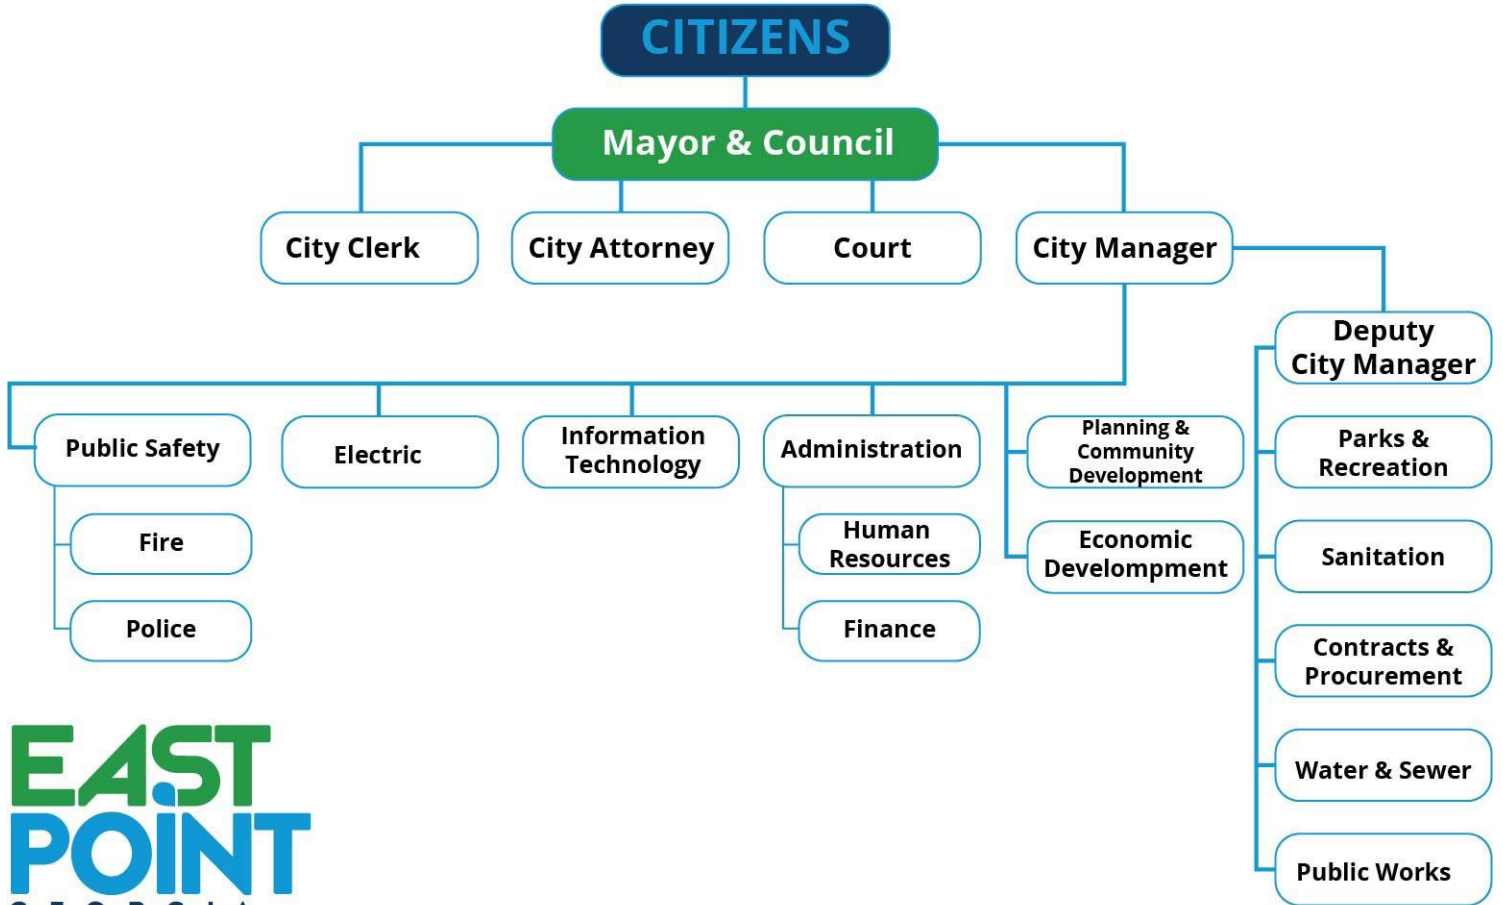 CITIZENS
Mayor & Council
City Clerk
City Attorney
Court
City Manager
Deputy
City Manager
Public Safety
Fire
Police
Electric
Information
Technology
Administration
Human
Resources
Finance
Planning &
Community
Development
Economic
Develompment
Parks &
Recreation
Sanitation
Contracts &
Procurement
Water & Sewer
Public Works
EAST
POINT
GEORGIA